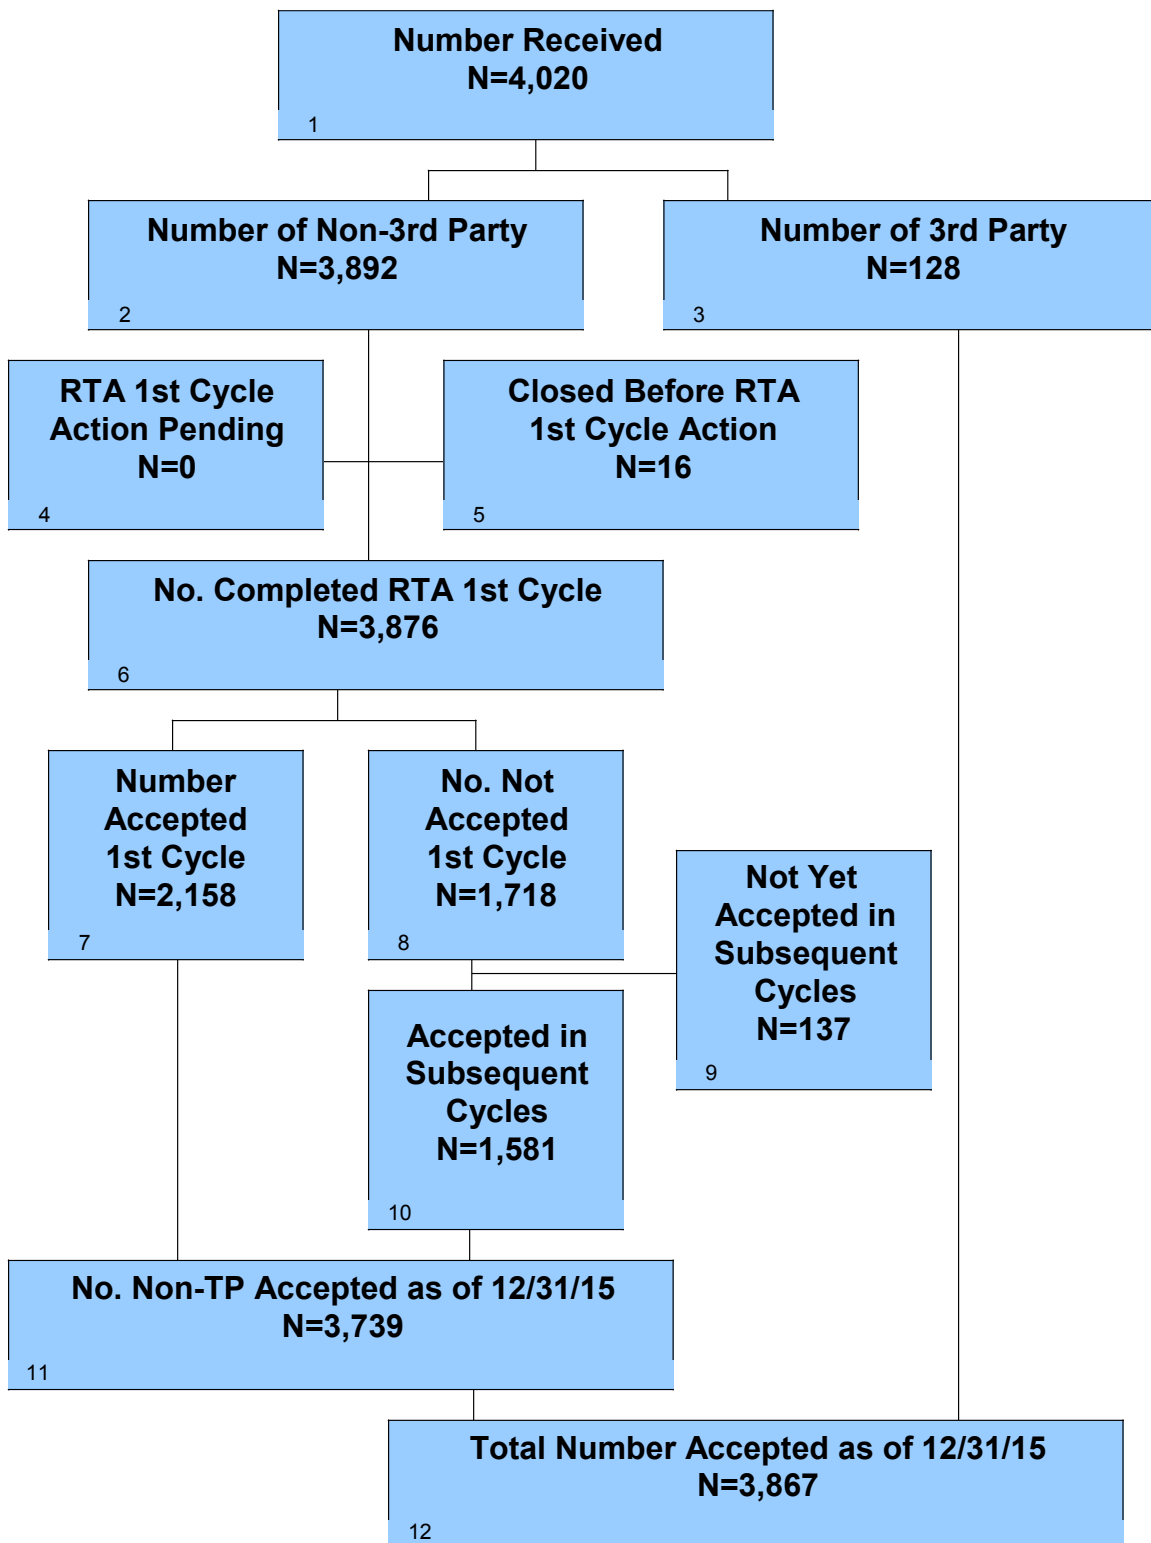 Number Received
N=4,020
1
Number of Non-3rd Party
N=3,892
2
Number of 3rd Party
N=128
3
RTA 1st Cycle
Action Pending
N=0
4
Closed Before RTA
1st Cycle Action
N=16
5
No. Completed RTA 1st Cycle
N=3,876
6
Number
Accepted
1st Cycle
N=2,158
7
No. Not
Accepted
1st Cycle
N=1,718
8
Not Yet
Accepted in
Subsequent
Cycles
N=137
9
Accepted in
Subsequent
Cycles
N=1,581
10
No. Non-TP Accepted as of 12/31/15
N=3,739
11
Total Number Accepted as of 12/31/15
N=3,867
12